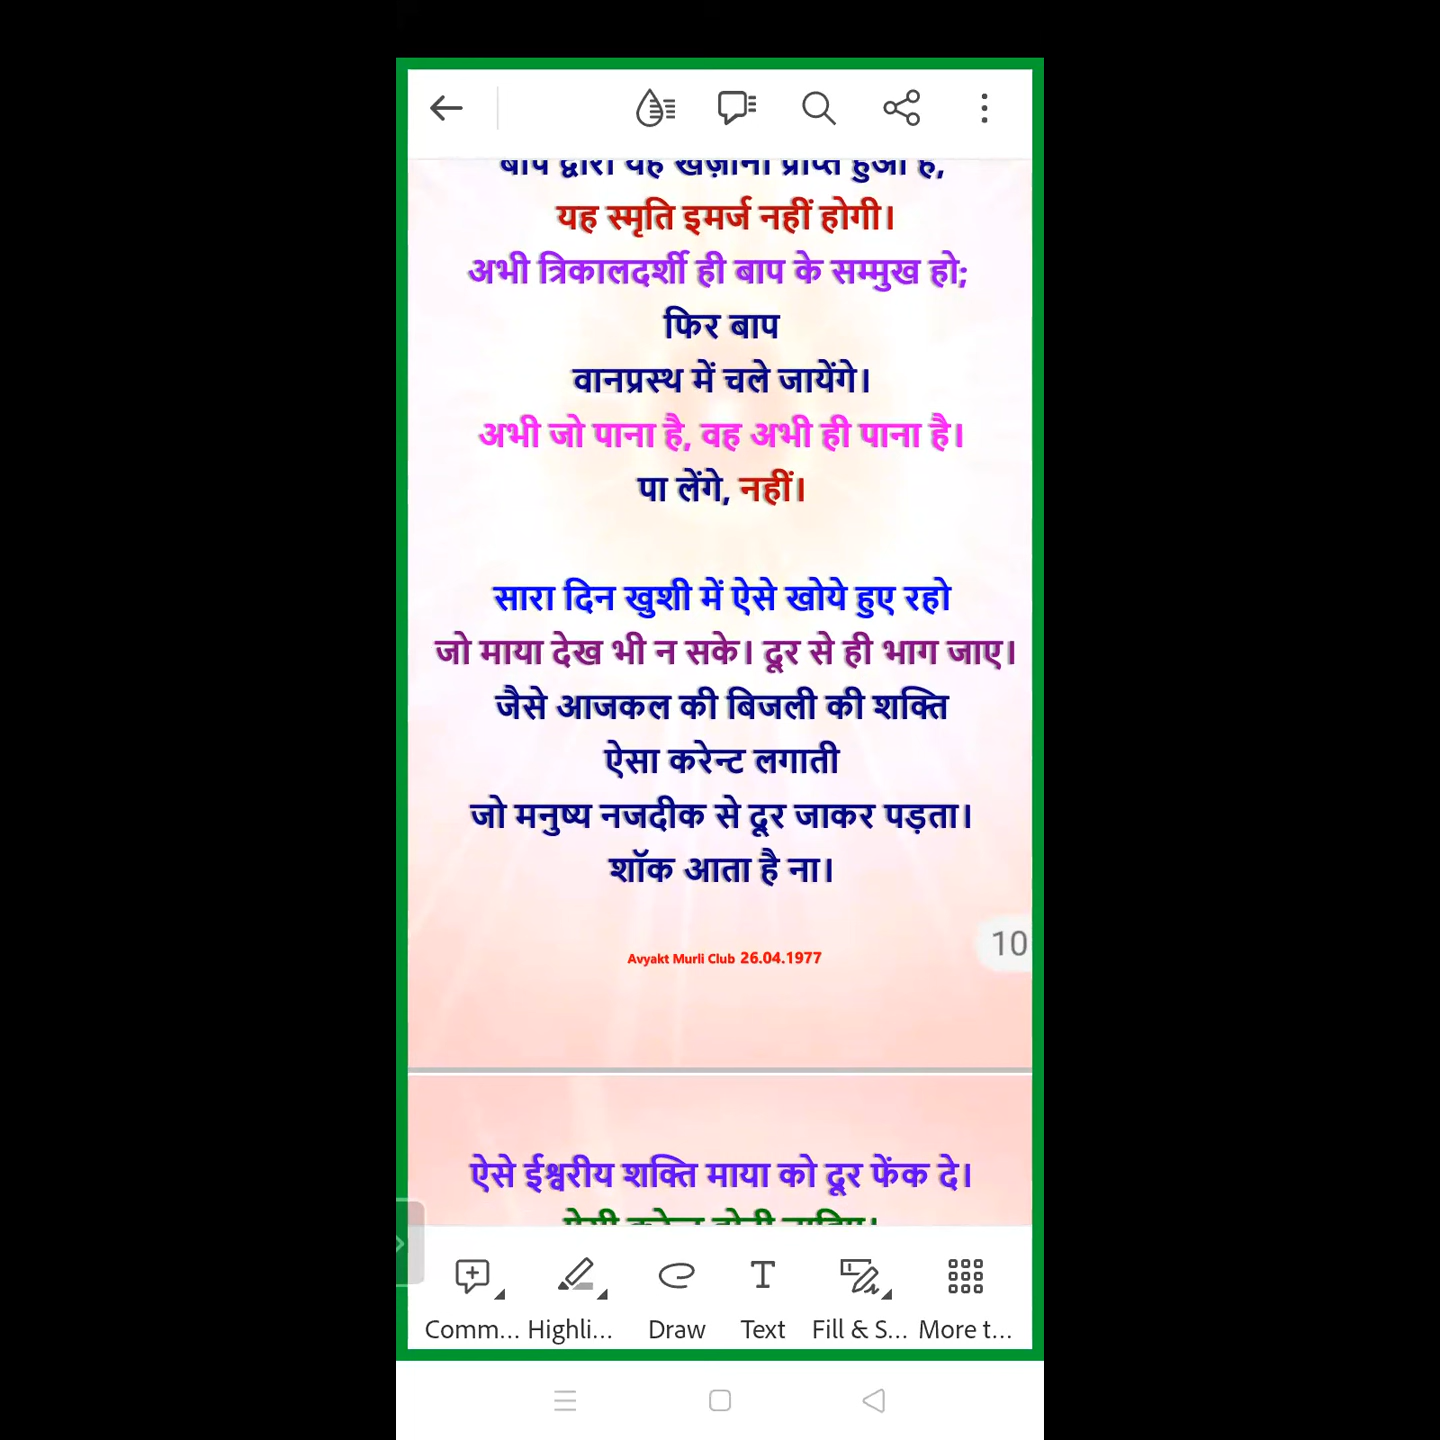 बाप द्वारा यह खज़ाना प्राप्त हुआ है,
यह स्मृति इमर्ज नहीं होगी।
अभी त्रिकालदर्शी ही बाप के सम्मुख हो;
फिर बाप
वानप्रस्थ में चले जायेंगे।
अभी जो पाना है, वह अभी ही पाना है।
पा लेंगे, नहीं।
सारा दिन खुशी में ऐसे खोये हुए रहो
जो माया देख भी न सके। दूर से ही भाग जाए।
जैसे आजकल की बिजली की शक्ति
ऐसा करेन्ट लगाती
जो मनुष्य नजदीक से दूर जाकर पड़ता।
शॉक आता है ना।
10
Avyakt Murli Club 26.04.1977
ऐसे ईश्वरीय शक्ति माया को दूर फेंक दे।
Comm... Highli... Draw Text Fill & S... More t...